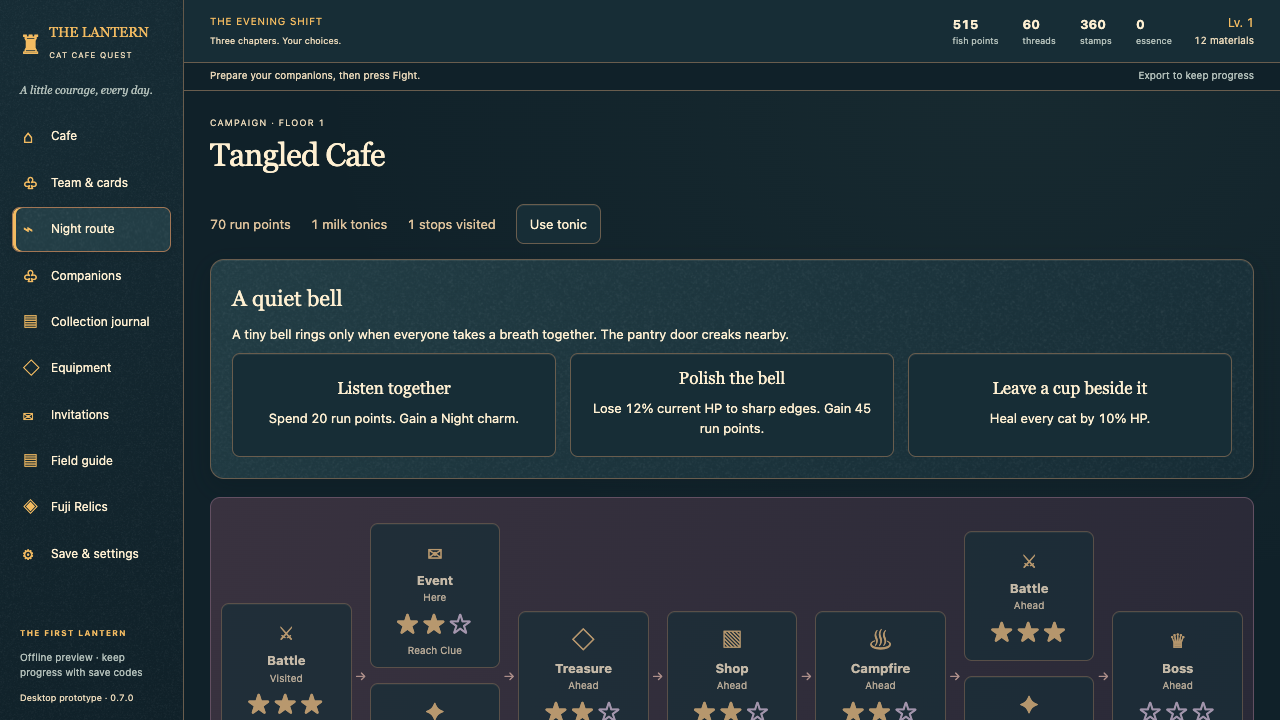 THE LANTERN
CAT CAFE QUEST
A little courage, every day.
Cafe
Team & cards
Night route
Companions
Collection journal
Equipment
Invitations
Field guide
Fuji Relics
Save & settings
THE FIRST LANTERN
Offline preview · keep
progress with save codes
Desktop prototype · 0.7.0
THE EVENING SHIFT
Three chapters. Your choices.
515
fish points
60
threads
360
stamps
0
essence
Lv. 1
12 materials
Prepare your companions, then press Fight.
Export to keep progress
CAMPAIGN · FLOOR 1
Tangled Cafe
70 run points
1 milk tonics
1 stops visited
Use tonic
A quiet bell
A tiny bell rings only when everyone takes a breath together. The pantry door creaks nearby.
Listen together
Spend 20 run points. Gain a Night charm.
Polish the bell
Lose 12% current HP to sharp edges. Gain 45
run points.
Leave a cup beside it
Heal every cat by 10% HP.
Battle
Visited
Event
Here
Reach Clue
Treasure
Ahead
Shop
Ahead
Campfire
Ahead
Battle
Ahead
Boss
Ahead